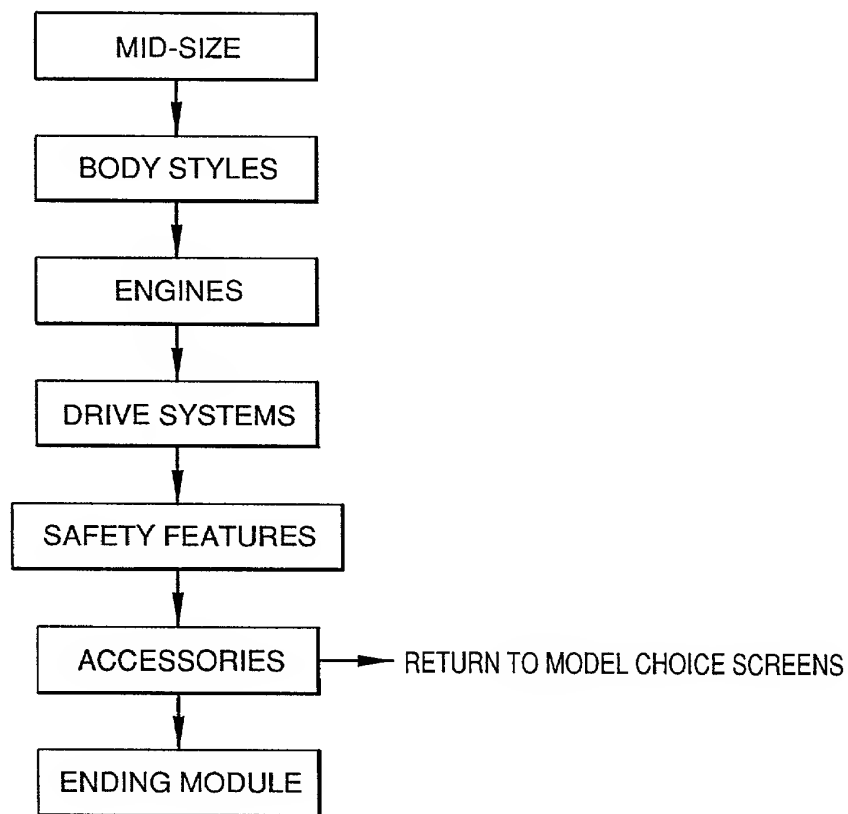 MID-SIZE
BODY STYLES
ENGINES
DRIVE SYSTEMS
SAFETY FEATURES
ACCESSORIES
RETURN TO MODEL CHOICE SCREENS
ENDING MODULE